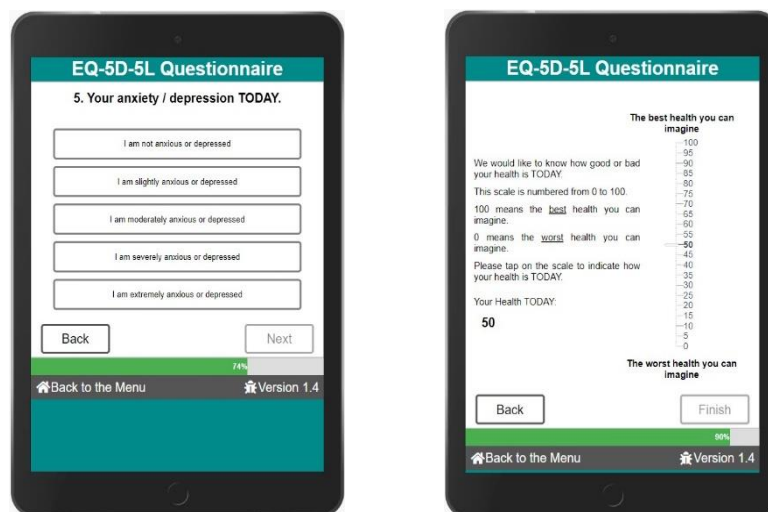 EQ-5D-5L Questionnaire
5. Your anxiety / depression TODAY.
I am not anxious or depressed
I am slightly anxious or depressed
I am moderately anxious or depressed
I am severely anxious or depressed
I am extremely anxious or depressed
Back
Next
74%
Back to the Menu
Version 1.4
EQ-5D-5L Questionnaire
We would like to know how good or bad
your health is TODAY.
This scale is numbered from 0 to 100.
100 means the best health you can
imagine.
0 means the worst health you can
imagine.
Please tap on the scale to indicate how
your health is TODAY.
Your Health TODAY:
50
The best health you can
imagine
100
95
90
85
80
75
70
65
60
55
50
45
40
35
30
25
20
15
10
5
0
The worst health you can
imagine
Back
Finish
90%
Back to the Menu
Version 1.4